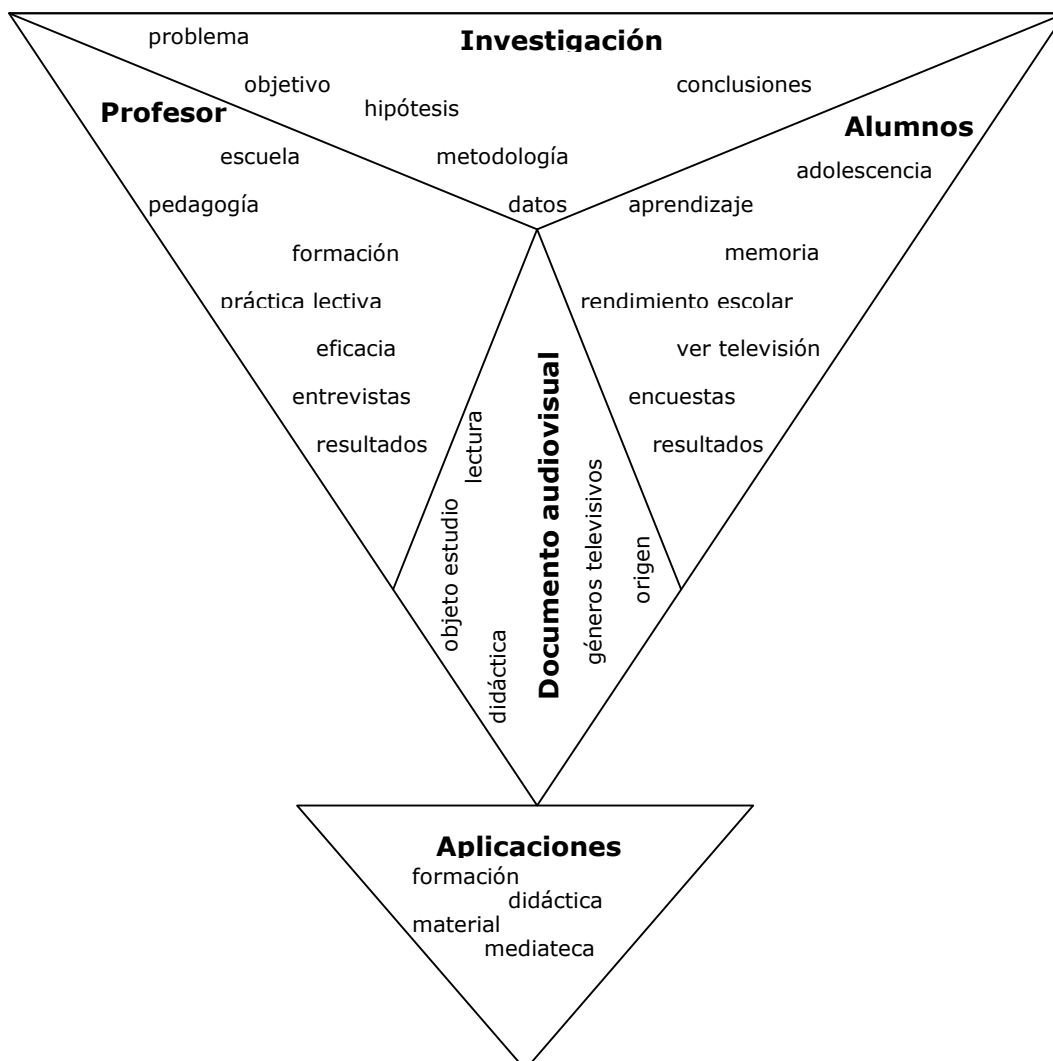 Investigación
problema
objetivo
hipótesis
metodología
datos
conclusiones
Profesor
escuela
pedagogía
formación
práctica lectiva
eficacia
entrevistas
resultados
Alumnos
adolescencia
aprendizaje
memoria
rendimiento escolar
ver televisión
encuestas
resultados
Documento audiovisual
objeto estudio
lectura
didáctica
géneros televisivos
origen
Aplicaciones
formación
didáctica
material
mediateca